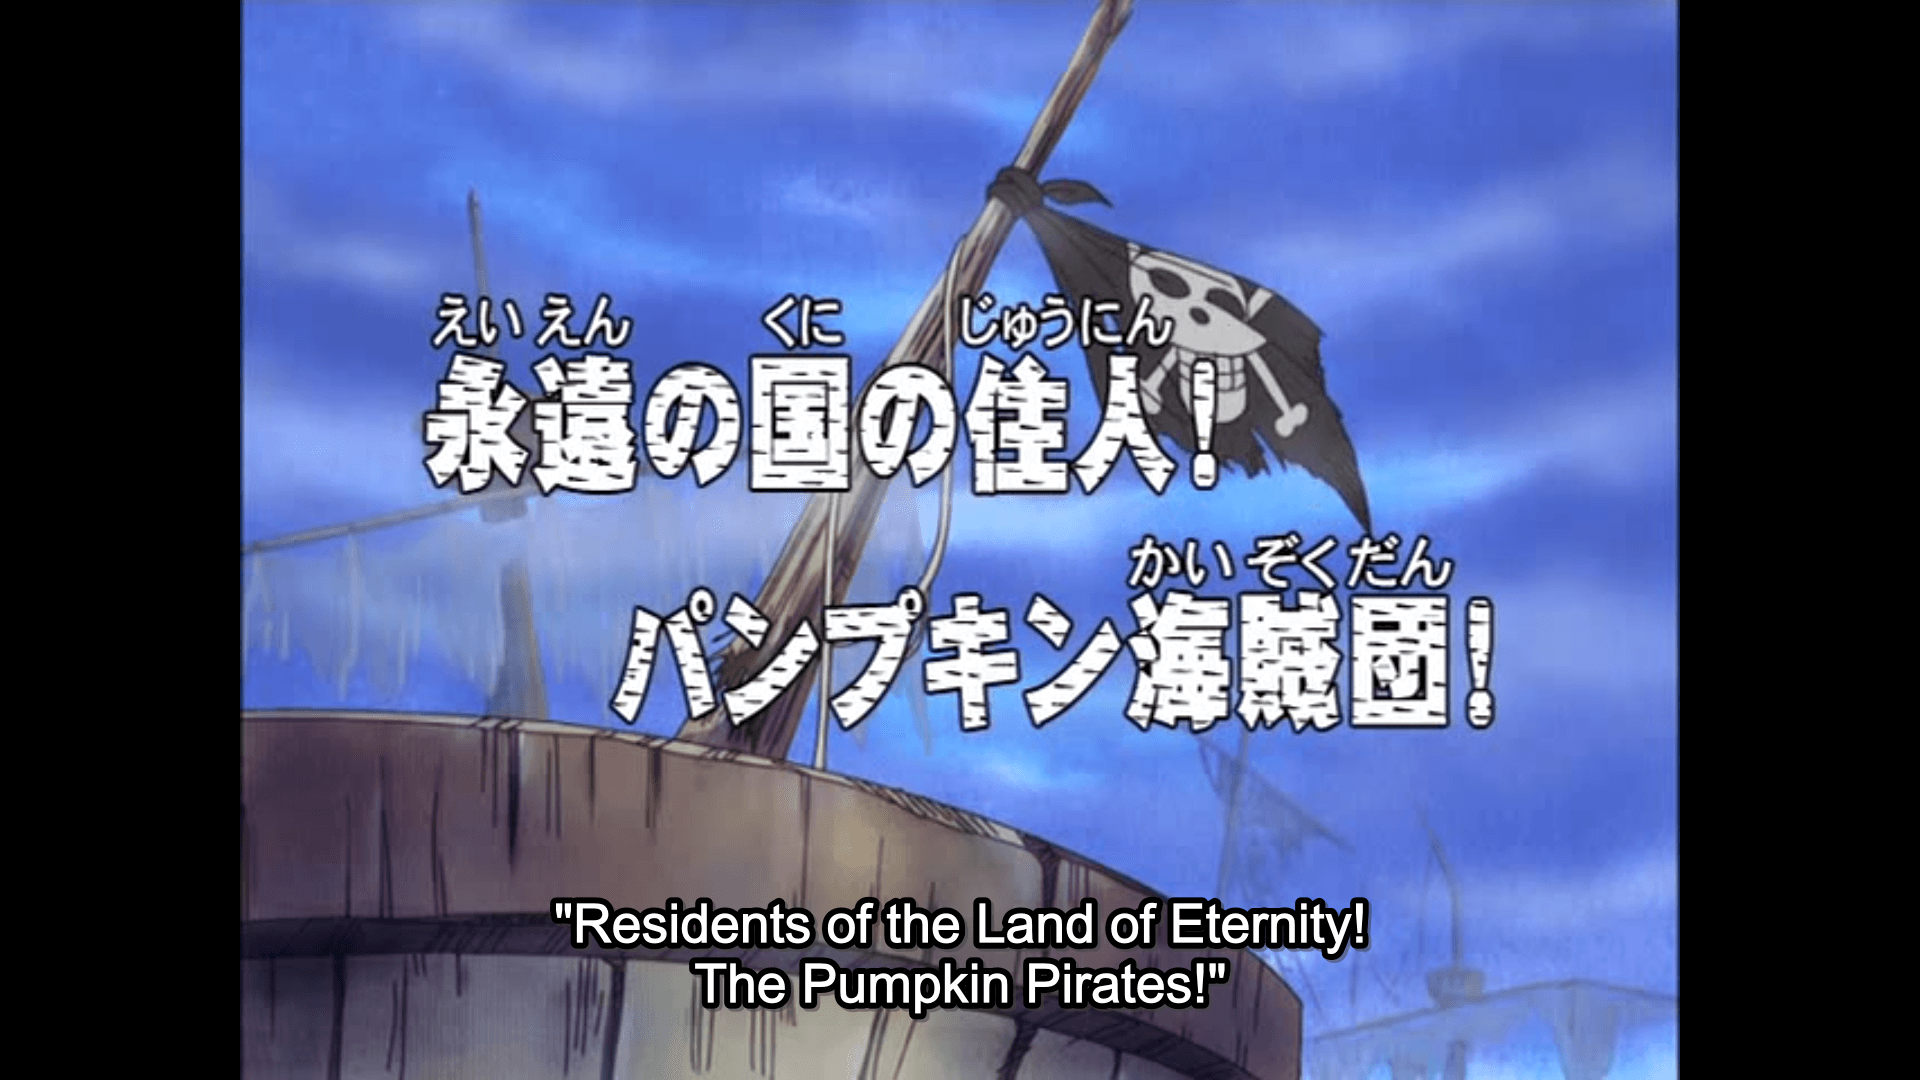 えいえん くに じゅうにん
永遠の国の住人!
かいぞくだん
パンプキン海賊団!
"Residents of the Land of Eternity!
The Pumpkin Pirates!"